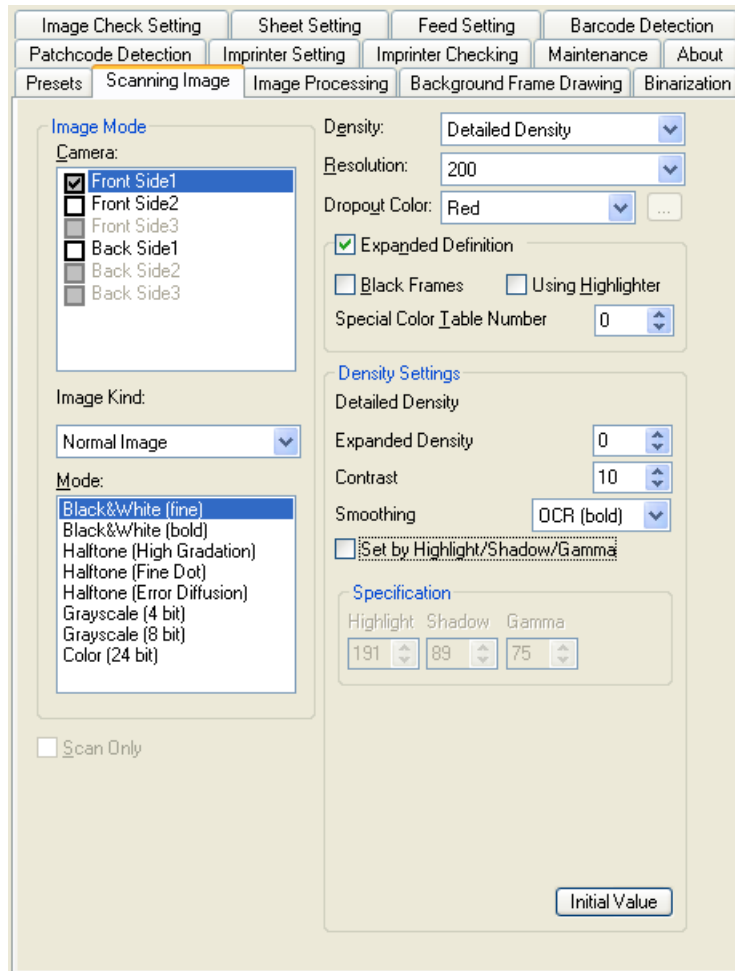 Image Check Setting
Sheet Setting
Feed Setting
Barcode Detection
Patchcode Detection
Imprinter Setting
Imprinter Checking
Maintenance
About
Presets
Scanning Image
Image Processing
Background Frame Drawing
Binarization
Image Mode
Camera:
Front Side1
Front Side2
Front Side3
Back Side1
Back Side2
Back Side3
Image Kind:
Normal Image
Mode:
Black&White (fine)
Black&White (bold)
Halftone (High Gradation)
Halftone (Fine Dot)
Halftone (Error Diffusion)
Grayscale (4 bit)
Grayscale (8 bit)
Color (24 bit)
Scan Only
Density: Detailed Density
Resolution: 200
Dropout Color: Red ...
Expanded Definition
Black Frames Using Highlighter
Special Color Table Number 0
Density Settings
Detailed Density
Expanded Density 0
Contrast 10
Smoothing OCR (bold)
Set by Highlight/Shadow/Gamma
Specification
Highlight Shadow Gamma
191 89 75
Initial Value